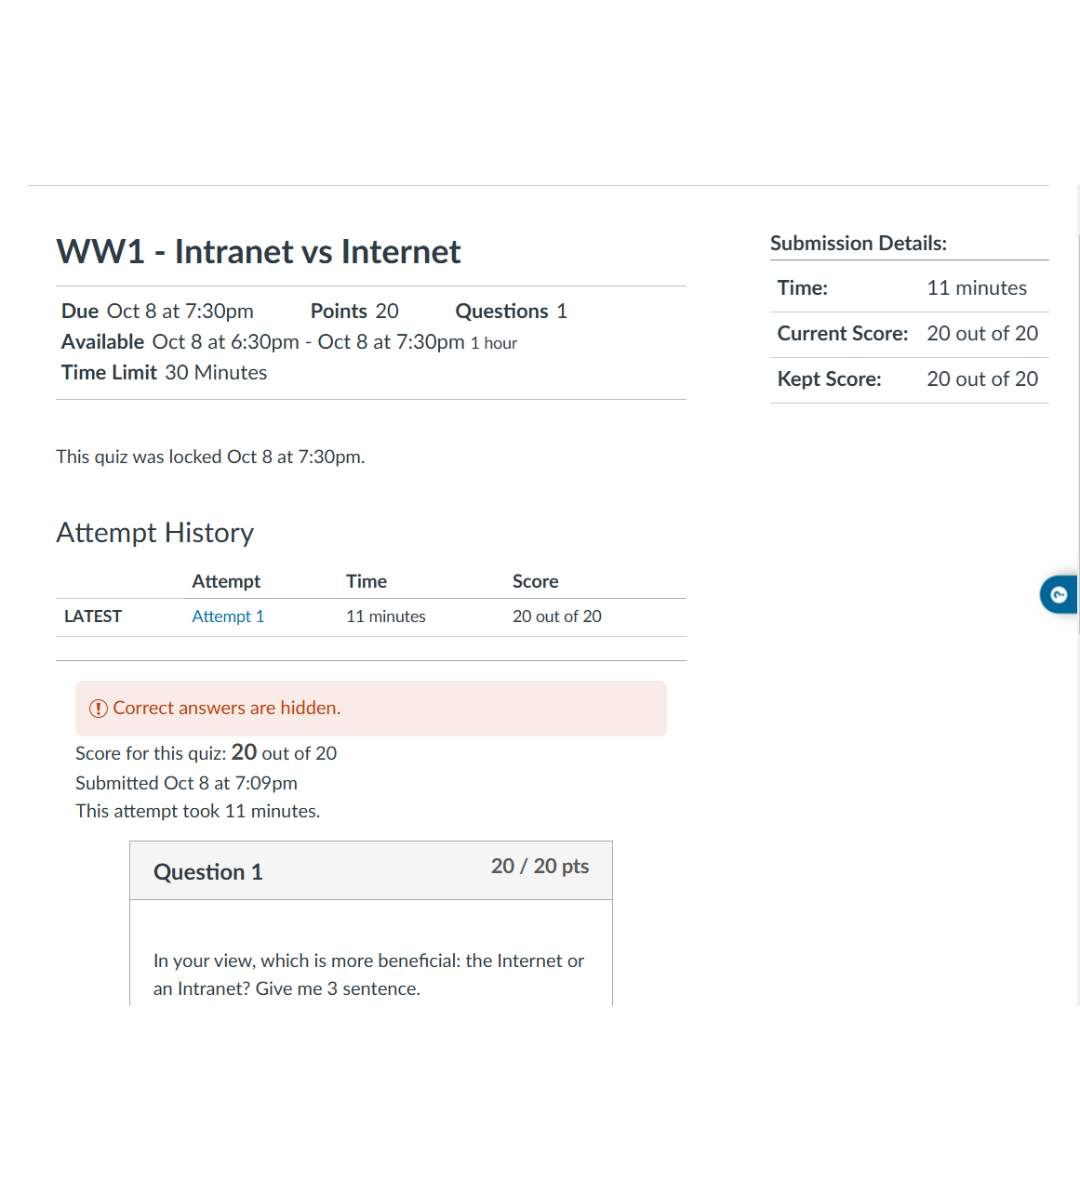 WW1 - Intranet vs Internet
Due Oct 8 at 7:30pm Points 20 Questions 1
Available Oct 8 at 6:30pm - Oct 8 at 7:30pm 1 hour
Time Limit 30 Minutes
This quiz was locked Oct 8 at 7:30pm.
Attempt History
Attempt Time Score
LATEST Attempt 1 11 minutes 20 out of 20
Correct answers are hidden.
Score for this quiz: 20 out of 20
Submitted Oct 8 at 7:09pm
This attempt took 11 minutes.
Question 1 20 / 20 pts
In your view, which is more beneficial: the Internet or
an Intranet? Give me 3 sentence.
Submission Details:
Time: 11 minutes
Current Score: 20 out of 20
Kept Score: 20 out of 20